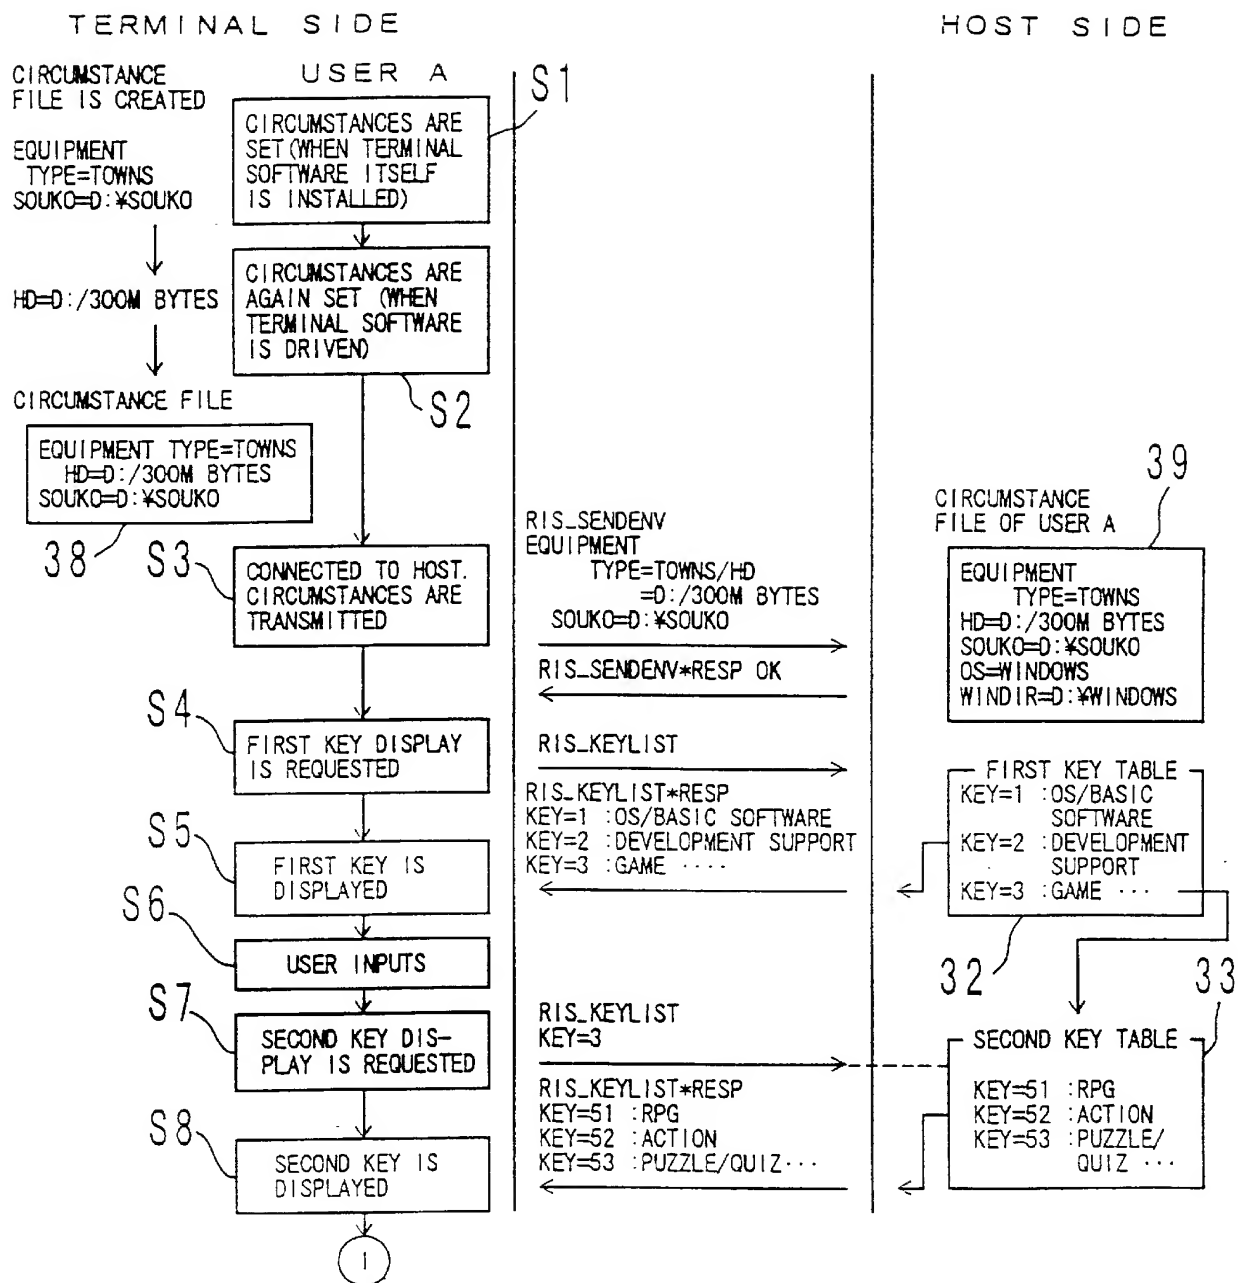 TERMINAL SIDE
HOST SIDE
CIRCUMSTANCE
FILE IS CREATED
EQUIPMENT
TYPE=TOWNS
SOUKO=D:¥SOUKO
HD=D:/300M BYTES
CIRCUMSTANCE FILE
EQUIPMENT TYPE=TOWNS
HD=D:/300M BYTES
SOUKO=D:¥SOUKO
38
USER A
S1
CIRCUMSTANCES ARE
SET(WHEN TERMINAL
SOFTWARE ITSELF
IS INSTALLED)
CIRCUMSTANCES ARE
AGAIN SET (WHEN
TERMINAL SOFTWARE
IS DRIVEN)
S2
S3
CONNECTED TO HOST.
CIRCUMSTANCES ARE
TRANSMITTED
S4
FIRST KEY DISPLAY
IS REQUESTED
S5
FIRST KEY IS
DISPLAYED
S6
USER INPUTS
S7
SECOND KEY DIS-
PLAY IS REQUESTED
S8
SECOND KEY IS
DISPLAYED
1
RIS_SENDENV
EQUIPMENT
TYPE=TOWNS/HD
=D:/300M BYTES
SOUKO=D:¥SOUKO
RIS_SENDENV*RESP OK
RIS_KEYLIST
RIS_KEYLIST*RESP
KEY=1 :OS/BASIC SOFTWARE
KEY=2 :DEVELOPMENT SUPPORT
KEY=3 :GAME ····
RIS_KEYLIST
KEY=3
RIS_KEYLIST*RESP
KEY=51 :RPG
KEY=52 :ACTION
KEY=53 :PUZZLE/QUIZ···
39
CIRCUMSTANCE
FILE OF USER A
EQUIPMENT
TYPE=TOWNS
HD=D:/300M BYTES
SOUKO=D:¥SOUKO
OS=WINDOWS
WINDIR=D:¥WINDOWS
FIRST KEY TABLE
KEY=1 :OS/BASIC
SOFTWARE
KEY=2 :DEVELOPMENT
SUPPORT
KEY=3 :GAME ···
32
33
SECOND KEY TABLE
KEY=51 :RPG
KEY=52 :ACTION
KEY=53 :PUZZLE/
QUIZ ···